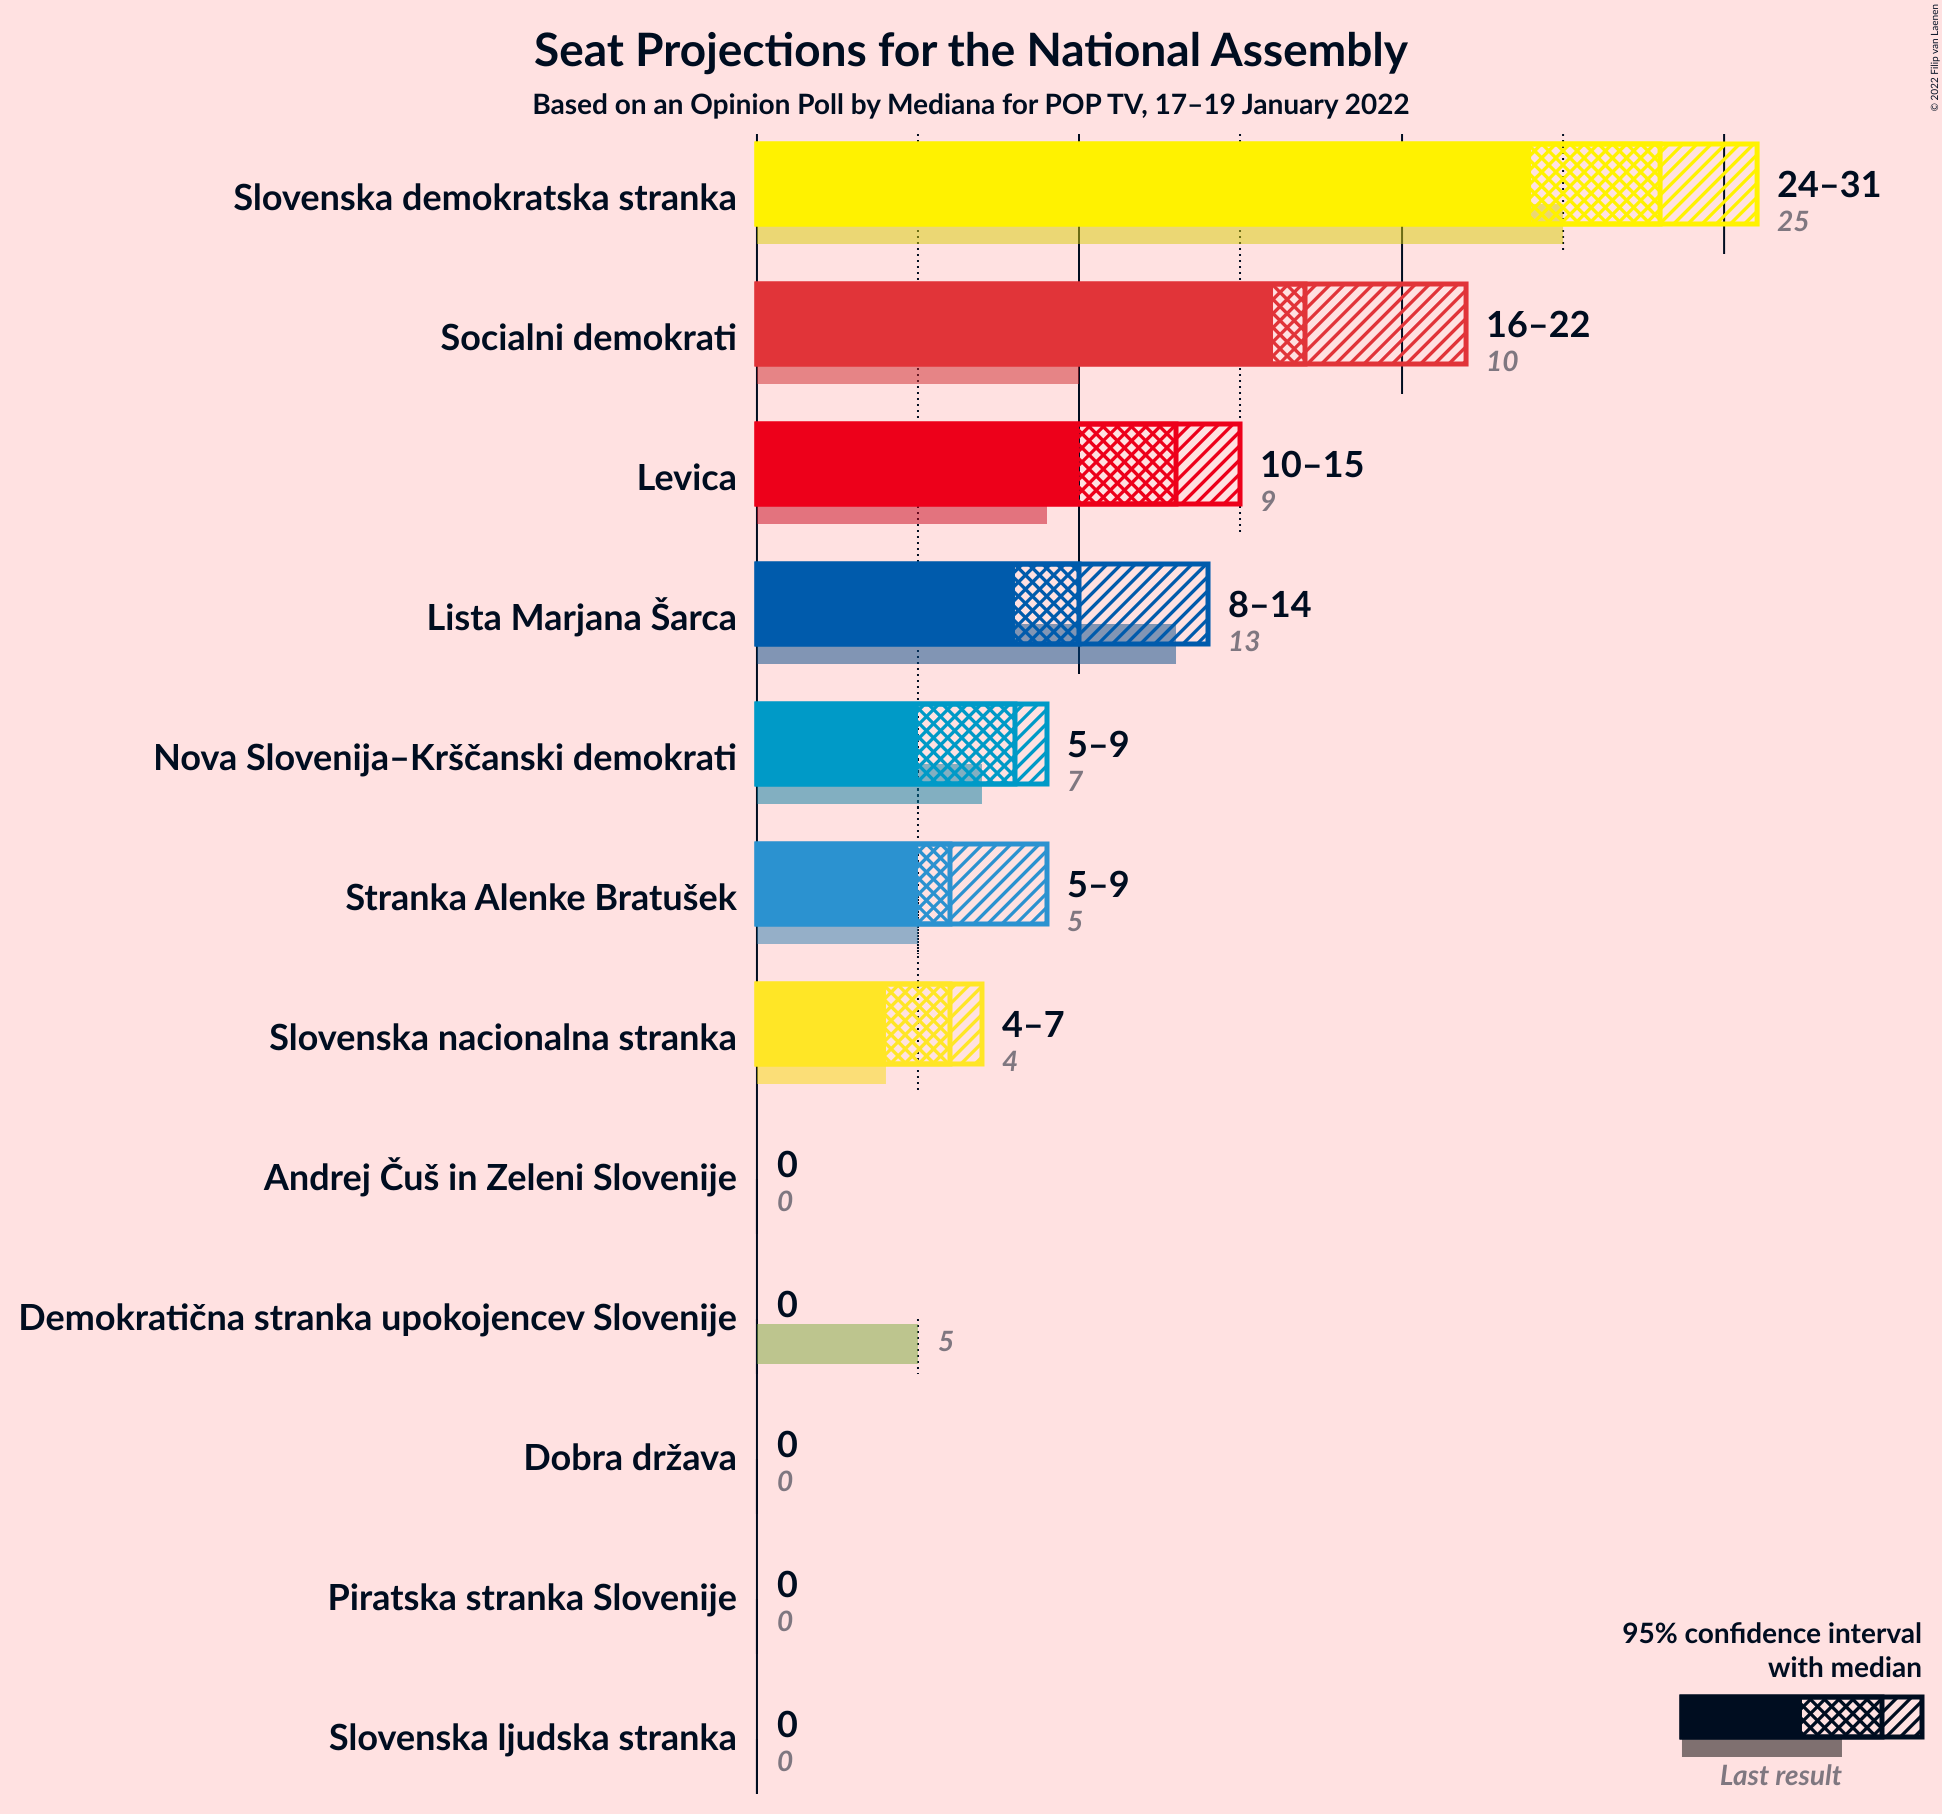 Seat Projections for the National Assembly
Based on an Opinion Poll by Mediana for POP TV, 17–19 January 2022
© 2022 Filip van Laenen
Slovenska demokratska stranka
24–31
25
Socialni demokrati
16–22
10
Levica
10–15
9
Lista Marjana Šarca
8–14
13
Nova Slovenija–Krščanski demokrati
5–9
7
Stranka Alenke Bratušek
5–9
5
Slovenska nacionalna stranka
4–7
4
Andrej Čuš in Zeleni Slovenije
0
0
Demokratična stranka upokojencev Slovenije
0
5
Dobra država
0
0
Piratska stranka Slovenije
0
0
Slovenska ljudska stranka
0
0
95% confidence interval
with median
Last result